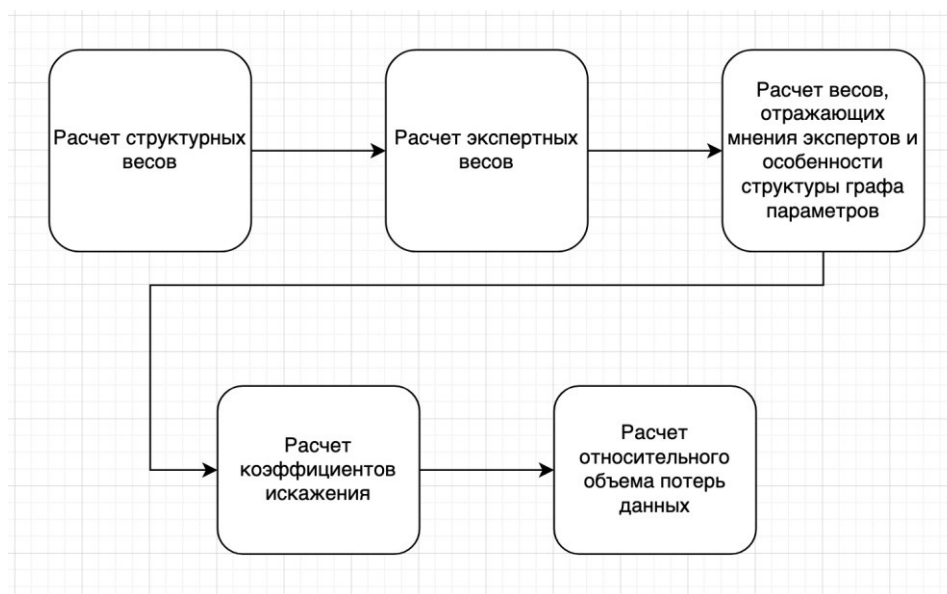 Расчет структурных
весов
Расчет экспертных
весов
Расчет весов,
отражающих
мнения экспертов и
особенности
структуры графа
параметров
Расчет
коэффициентов
искажения
Расчет
относительного
объема потерь
данных